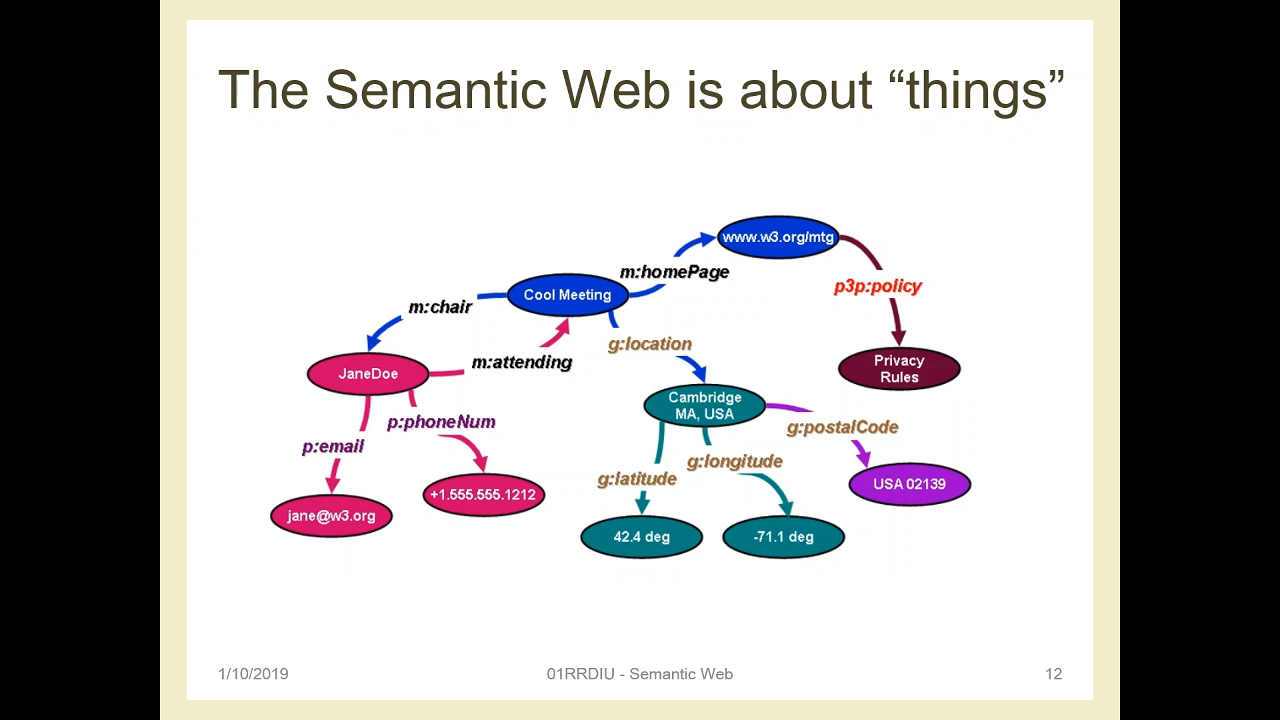 The Semantic Web is about “things”
www.w3.org/mtg
m:homePage
p3p:policy
Cool Meeting
m:chair
g:location
m:attending
Privacy
Rules
JaneDoe
Cambridge
MA, USA
p:phoneNum
g:postalCode
p:email
g:longitude
g:latitude
USA 02139
+1.555.555.1212
jane@w3.org
42.4 deg
-71.1 deg
1/10/2019
01RRDIU - Semantic Web
12